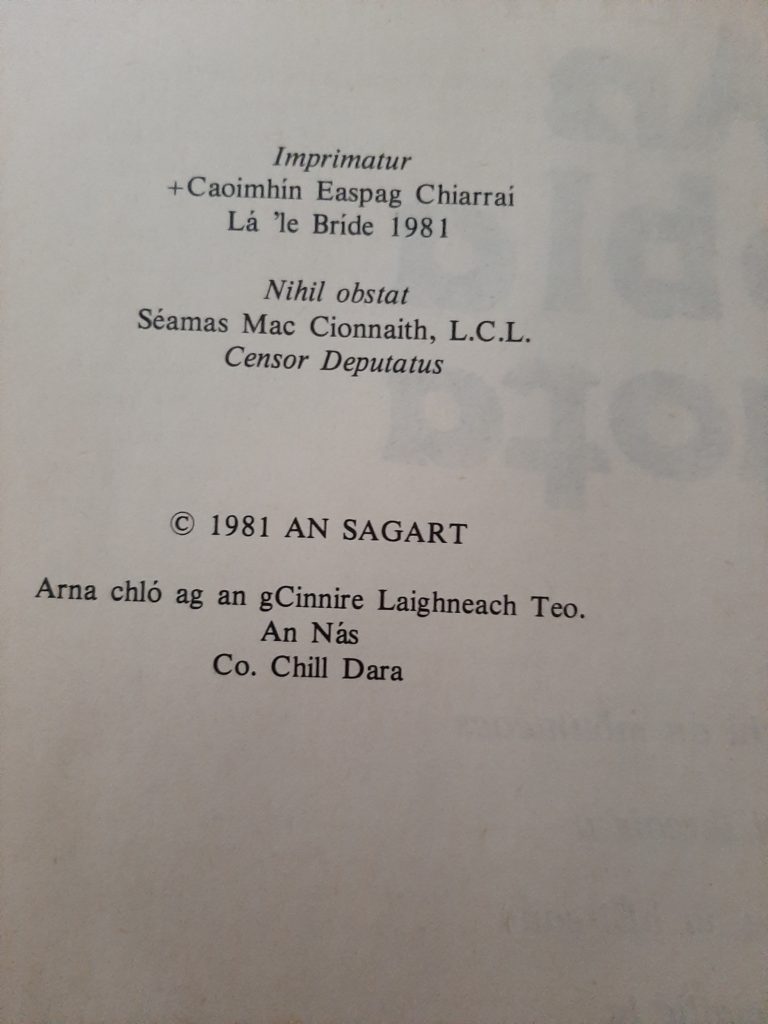 Imprimatur
+Caoimhín Easpag Chiarraí
Lá 'le Bríde 1981
Nihil obstat
Séamas Mac Cionnaith, L.C.L.
Censor Deputatus
© 1981 AN SAGART
Arna chló ag an gCinnire Laighneach Teo.
An Nás
Co. Chill Dara